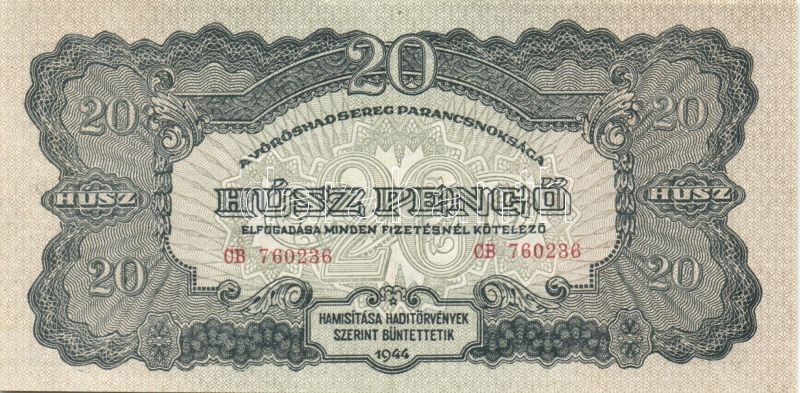 20
A VÖRÖSHADSEREG PARANCSNOKSÁGA
20 20
HÚSZ HÚSZ PENGŐ HÚSZ
20
ELFOGADÁSA MINDEN FIZETÉSNÉL KÖTELEZŐ
CB 760236 CB 760236
20 20
HAMISÍTÁSA HADITÖRVÉNYEK
SZERINT BÜNTETTETIK
1944